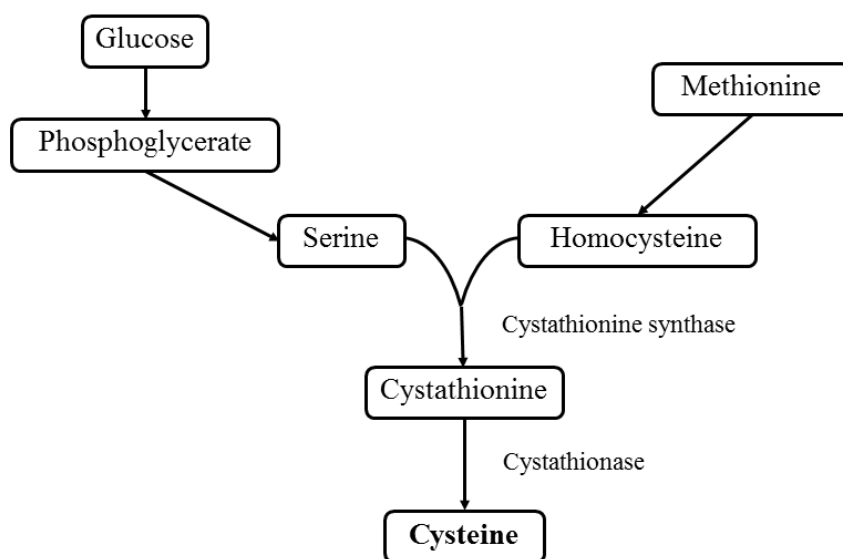 Glucose
Methionine
Phosphoglycerate
Serine
Homocysteine
Cystathionine synthase
Cystathionine
Cystathionase
Cysteine